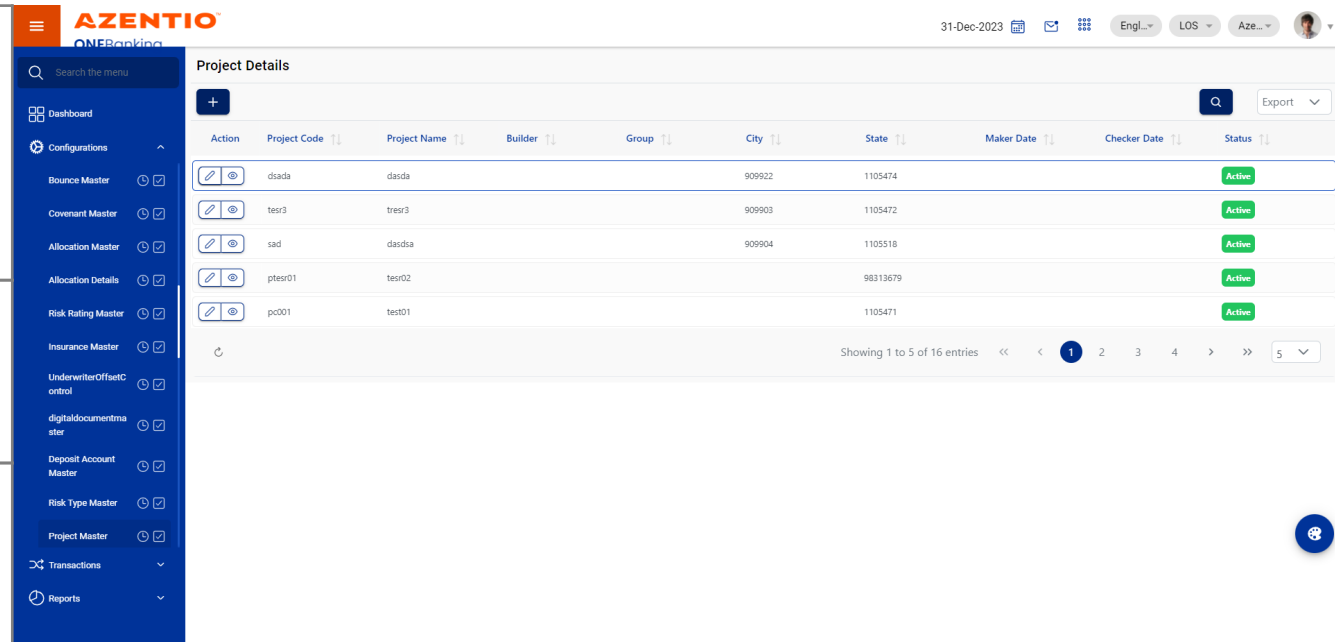 AZENTIO
ONEBanking
31-Dec-2023
Engl...
LOS
Aze...
Search the menu
Dashboard
Configurations
Bounce Master
Covenant Master
Allocation Master
Allocation Details
Risk Rating Master
Insurance Master
UnderwriterOffsetC
ontrol
digitaldocumentma
ster
Deposit Account
Master
Risk Type Master
Project Master
Transactions
Reports
Project Details
+
Export
Action Project Code Project Name Builder Group City State Maker Date Checker Date Status
dsada dasda 909922 1105474 Active
tesr3 tresr3 909903 1105472 Active
sad dasdsa 909904 1105518 Active
ptesr01 tesr02 98313679 Active
pc001 test01 1105471 Active
Showing 1 to 5 of 16 entries << < 1 2 3 4 > >> 5